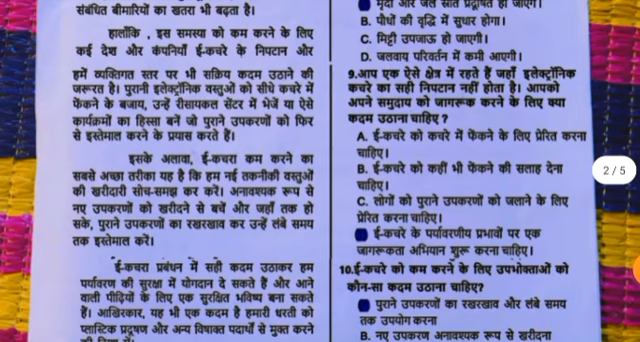 संबंधित बीमारियों का खतरा भी बढ़ता है।
हालाँकि , इस समस्या को कम करने के लिए
कई देश और कंपनियाँ ई-कचरे के निपटान और
हमें व्यक्तिगत स्तर पर भी सक्रिय कदम उठाने की
जरूरत है। पुरानी इलेक्ट्रॉनिक वस्तुओं को सीधे कचरे में
फेंकने के बजाय, उन्हें रीसायकल सेंटर में भेजें या ऐसे
कार्यक्रमों का हिस्सा बनें जो पुराने उपकरणों को फिर
से इस्तेमाल करने के प्रयास करते हैं।
इसके अलावा, ई-कचरा कम करने का
सबसे अच्छा तरीका यह है कि हम नई तकनीकी वस्तुओं
की खरीदारी सोच-समझ कर करें। अनावश्यक रूप से
नए उपकरणों को खरीदने से बचें और जहाँ तक हो
सके, पुराने उपकरणों का रखरखाव कर उन्हें लंबे समय
तक इस्तेमाल करें।
ई-कचरा प्रबंधन में सही कदम उठाकर हम
पर्यावरण की सुरक्षा में योगदान दे सकते हैं और आने
वाली पीढ़ियों के लिए एक सुरक्षित भविष्य बना सकते
हैं। आखिरकार, यह भी एक कदम है हमारी धरती को
प्लास्टिक प्रदूषण और अन्य विषाक्त पदार्थों से मुक्त करने
मृदा और जल स्रोत प्रदूषित हो जाएंगे।
B. पौधों की वृद्धि में सुधार होगा।
C. मिट्टी उपजाऊ हो जाएगी।
D. जलवायु परिवर्तन में कमी आएगी।
9.आप एक ऐसे क्षेत्र में रहते हैं जहाँ इलेक्ट्रॉनिक
कचरे का सही निपटान नहीं होता है। आपको
अपने समुदाय को जागरूक करने के लिए क्या
कदम उठाना चाहिए ?
A. ई-कचरे को कचरे में फेंकने के लिए प्रेरित करना
चाहिए।
B. ई-कचरे को कहीं भी फेंकने की सलाह देना
चाहिए।
C. लोगों को पुराने उपकरणों को जलाने के लिए
प्रेरित करना चाहिए।
ई-कचरे के पर्यावरणीय प्रभावों पर एक
जागरूकता अभियान शुरू करना चाहिए।
10.ई-कचरे को कम करने के लिए उपभोक्ताओं को
कौन-सा कदम उठाना चाहिए?
पुराने उपकरणों का रखरखाव और लंबे समय
तक उपयोग करना
B. नए उपकरण अनावश्यक रूप से खरीदना
2 / 5